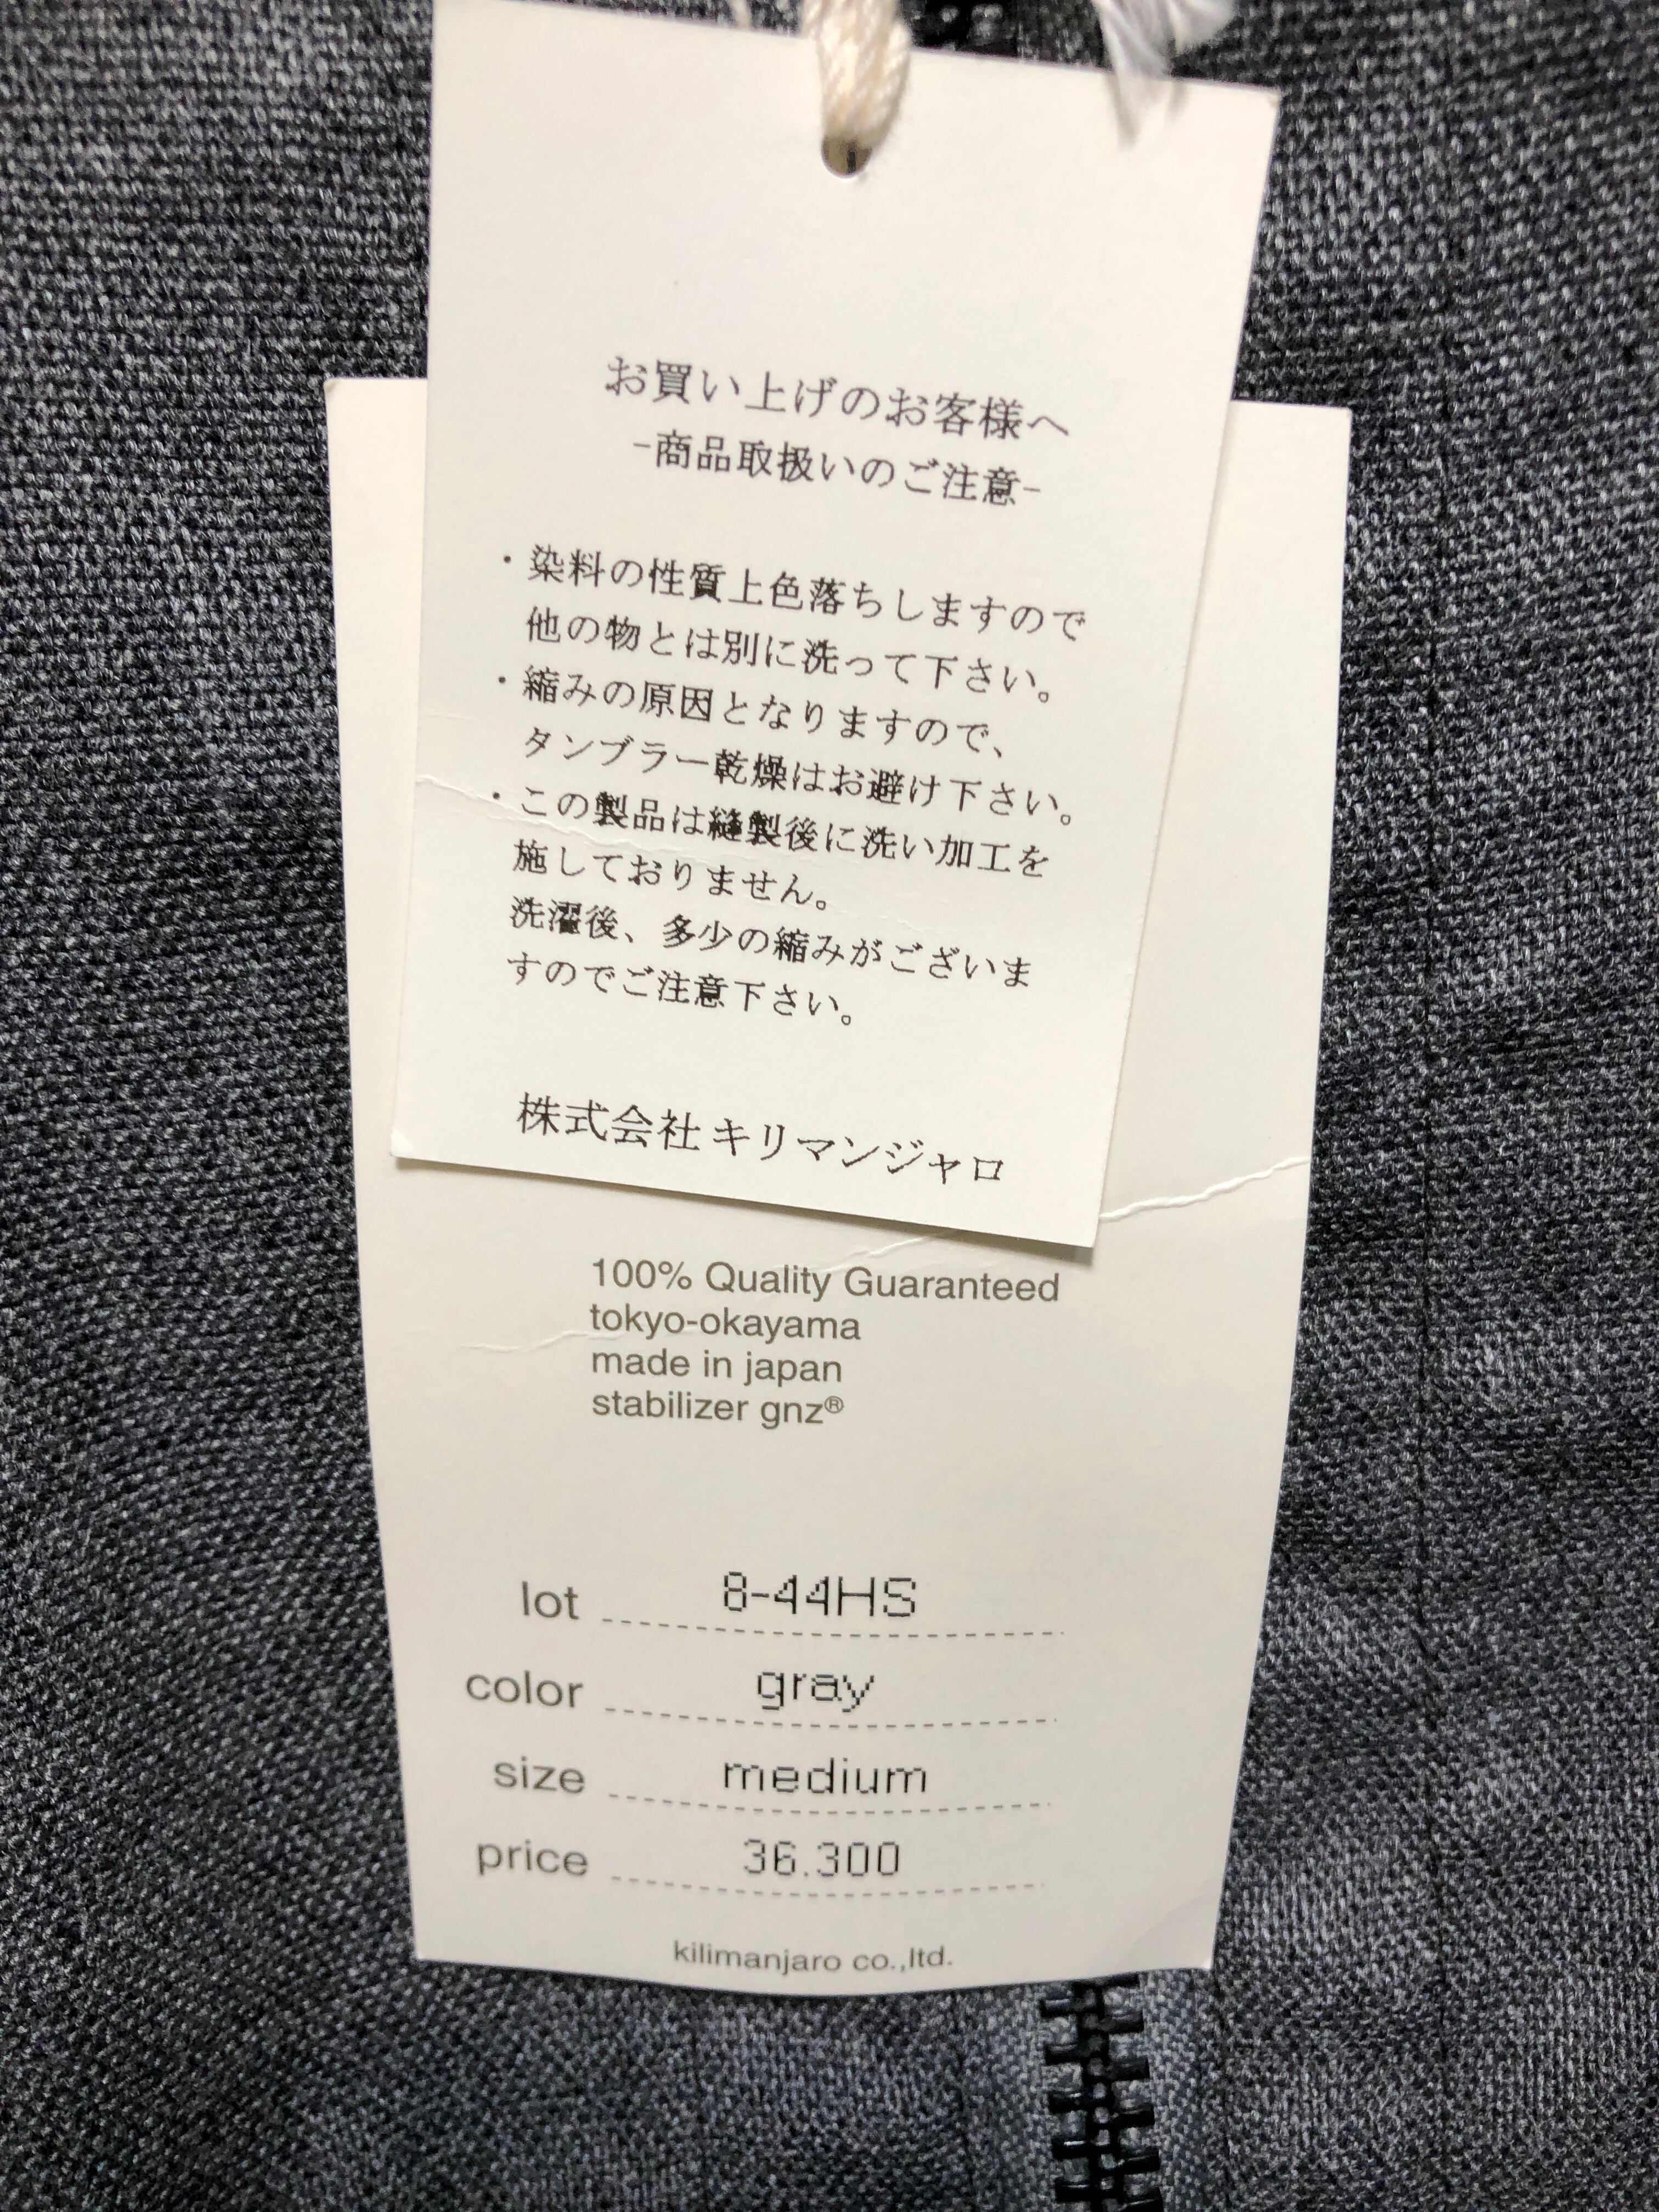 お買い上げのお客様へ
-商品取扱いのご注意-
・染料の性質上色落ちしますので
他の物とは別に洗って下さい。
・縮みの原因となりますので、
タンブラー乾燥はお避け下さい。
・この製品は縫製後に洗い加工を
施しておりません。
洗濯後、多少の縮みがございま
すのでご注意下さい。
株式会社キリマンジャロ
100% Quality Guaranteed
tokyo-okayama
made in japan
stabilizer gnz®
lot 8-44HS
color gray
size medium
price 36.300
kilimanjaro co.,ltd.